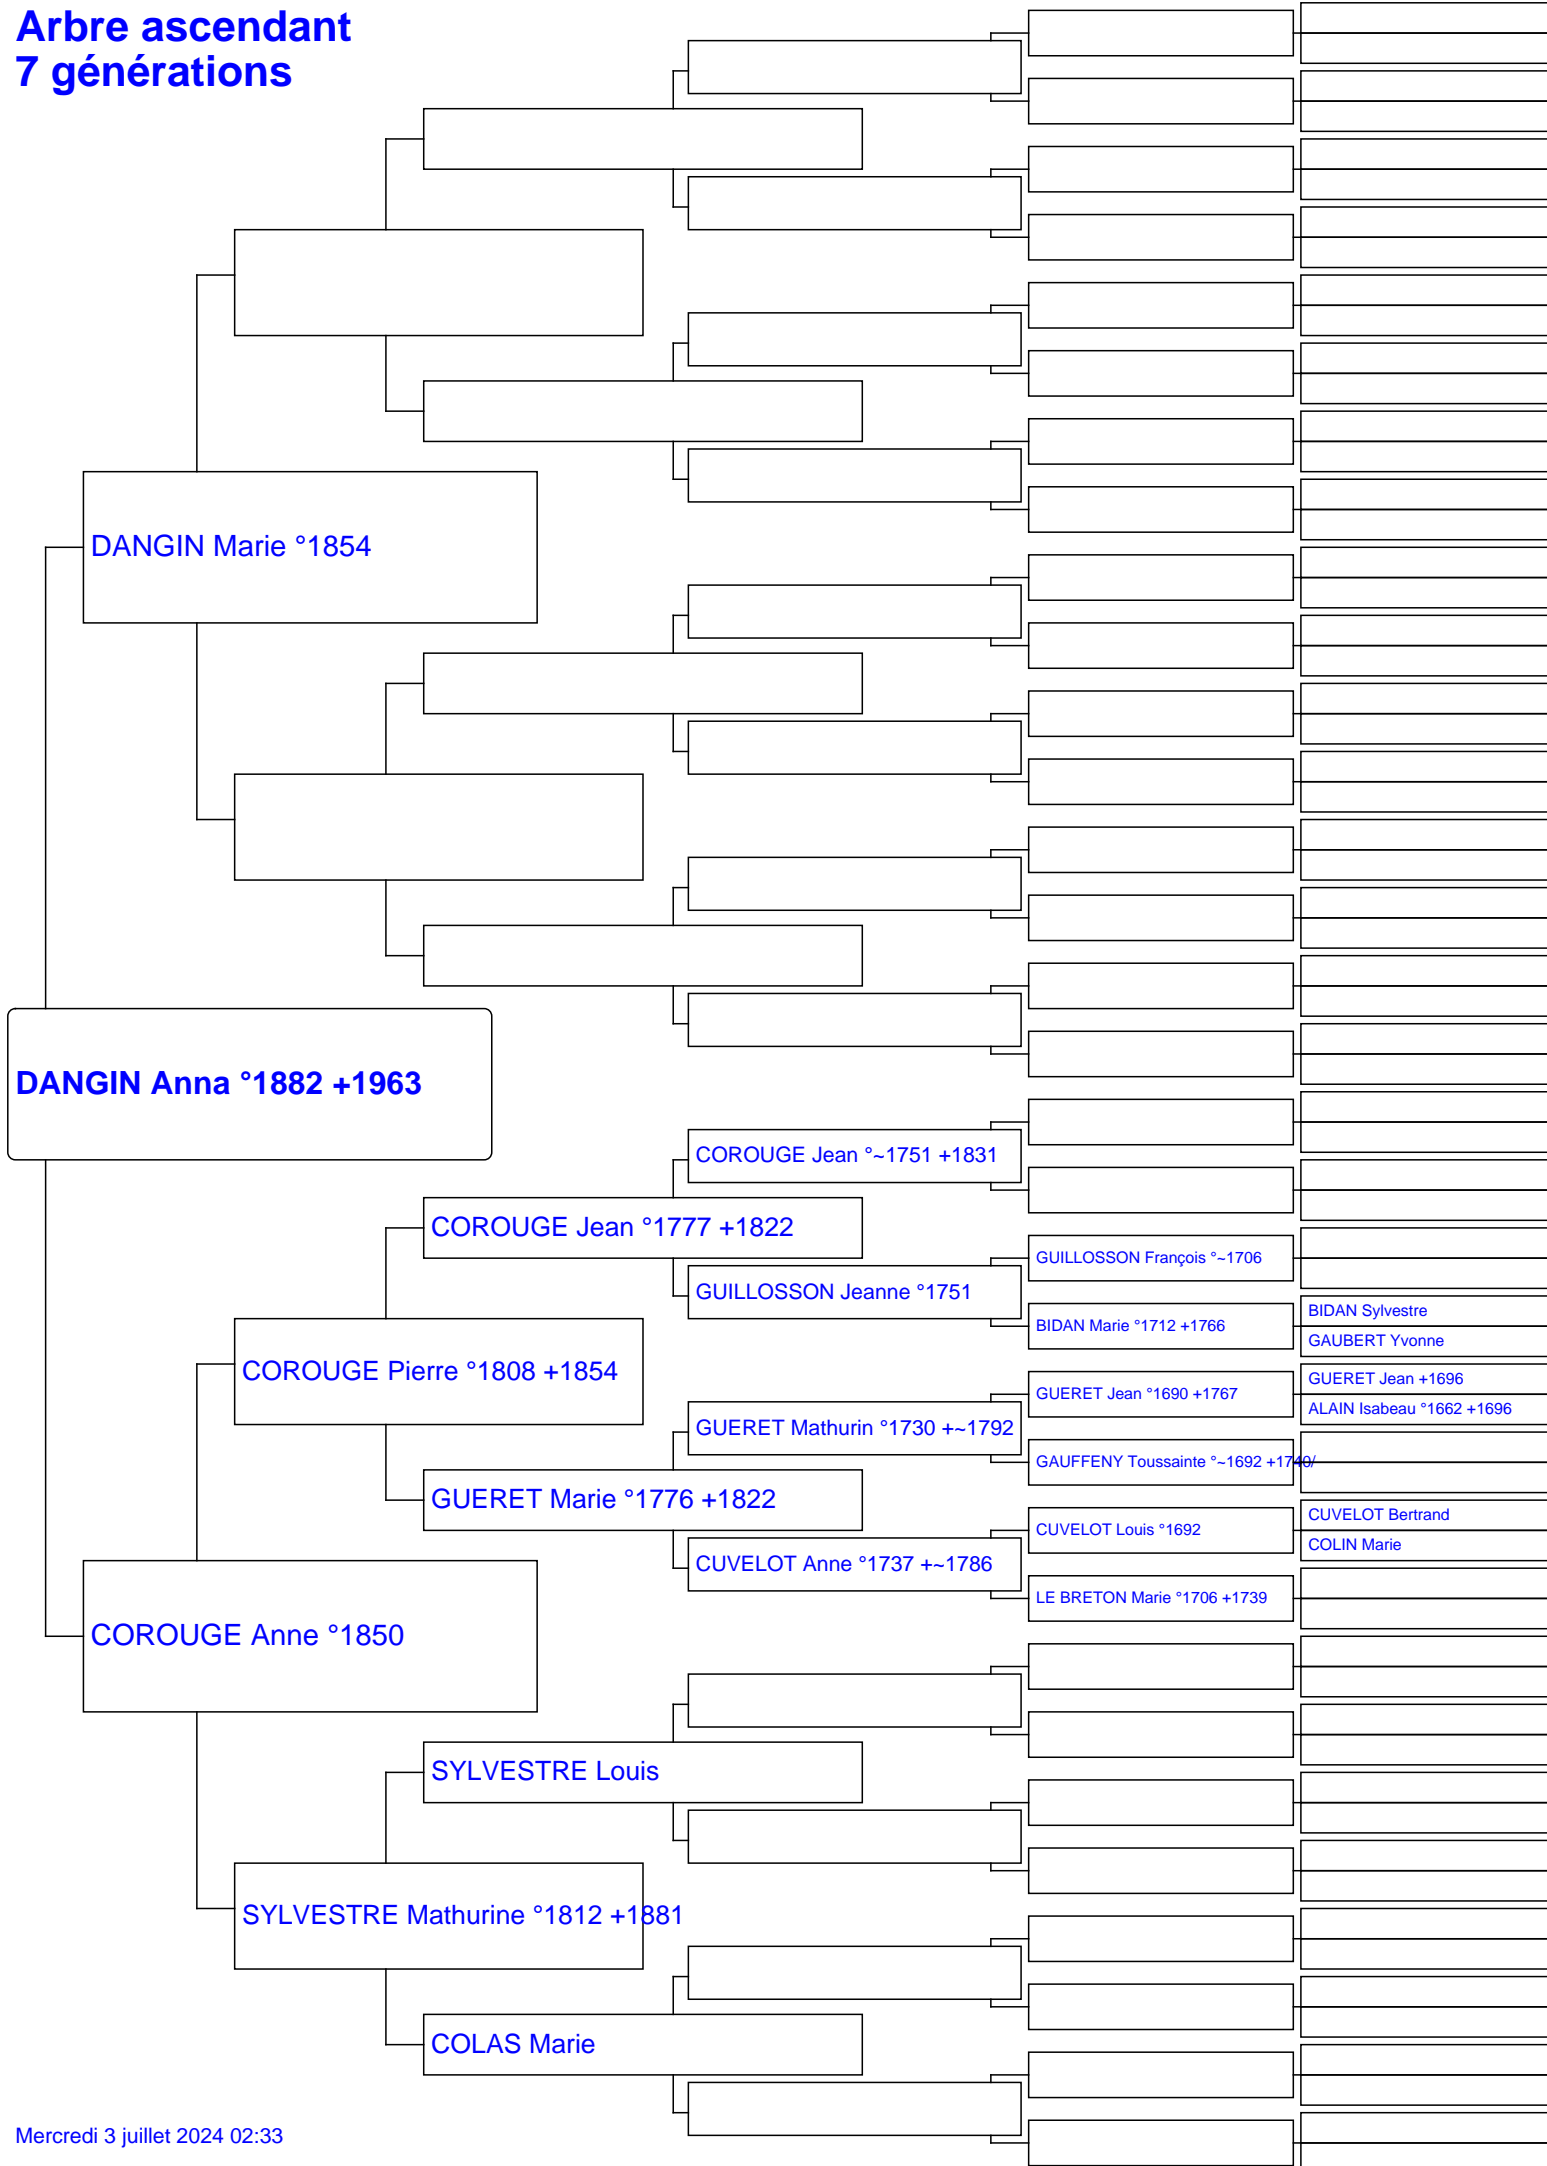 Arbre ascendant
7 générations
DANGIN Marie °1854
DANGIN Anna °1882 +1963
COROUGE Jean °~1751 +1831
COROUGE Jean °1777 +1822
GUILLOSSON François °~1706
GUILLOSSON Jeanne °1751
BIDAN Sylvestre
BIDAN Marie °1712 +1766
GAUBERT Yvonne
COROUGE Pierre °1808 +1854
GUERET Jean +1696
GUERET Jean °1690 +1767
ALAIN Isabeau °1662 +1696
GUERET Mathurin °1730 +~1792
GAUFFENY Toussainte °~1692 +1740/
GUERET Marie °1776 +1822
CUVELOT Bertrand
CUVELOT Louis °1692
COLIN Marie
CUVELOT Anne °1737 +~1786
LE BRETON Marie °1706 +1739
COROUGE Anne °1850
SYLVESTRE Louis
SYLVESTRE Mathurine °1812 +1881
COLAS Marie
Mercredi 3 juillet 2024 02:33